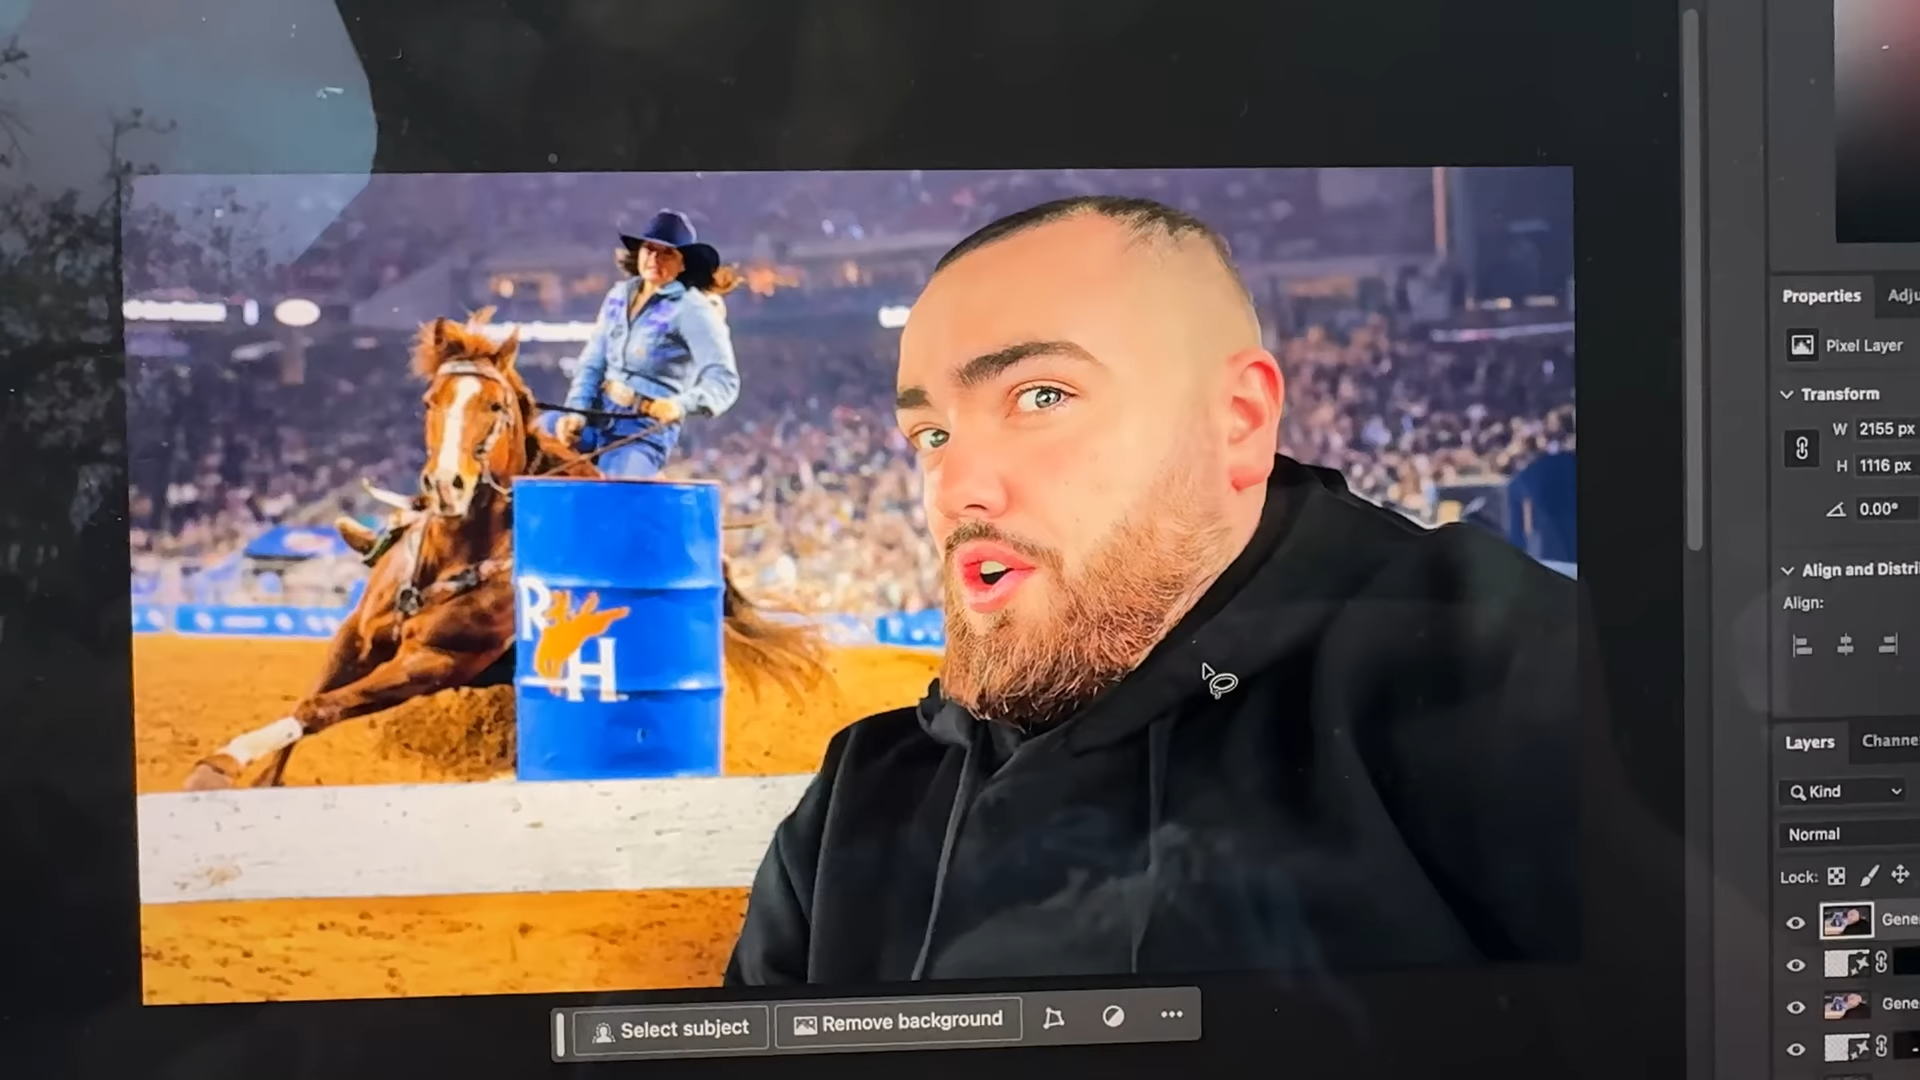 R
H
Select subject
Remove background
Properties
Adju
Pixel Layer
Transform
W 2155 px
H 1116 px
0.00°
Align and Distri
Align:
Layers
Channe
Kind
Normal
Lock:
Gene
Gene